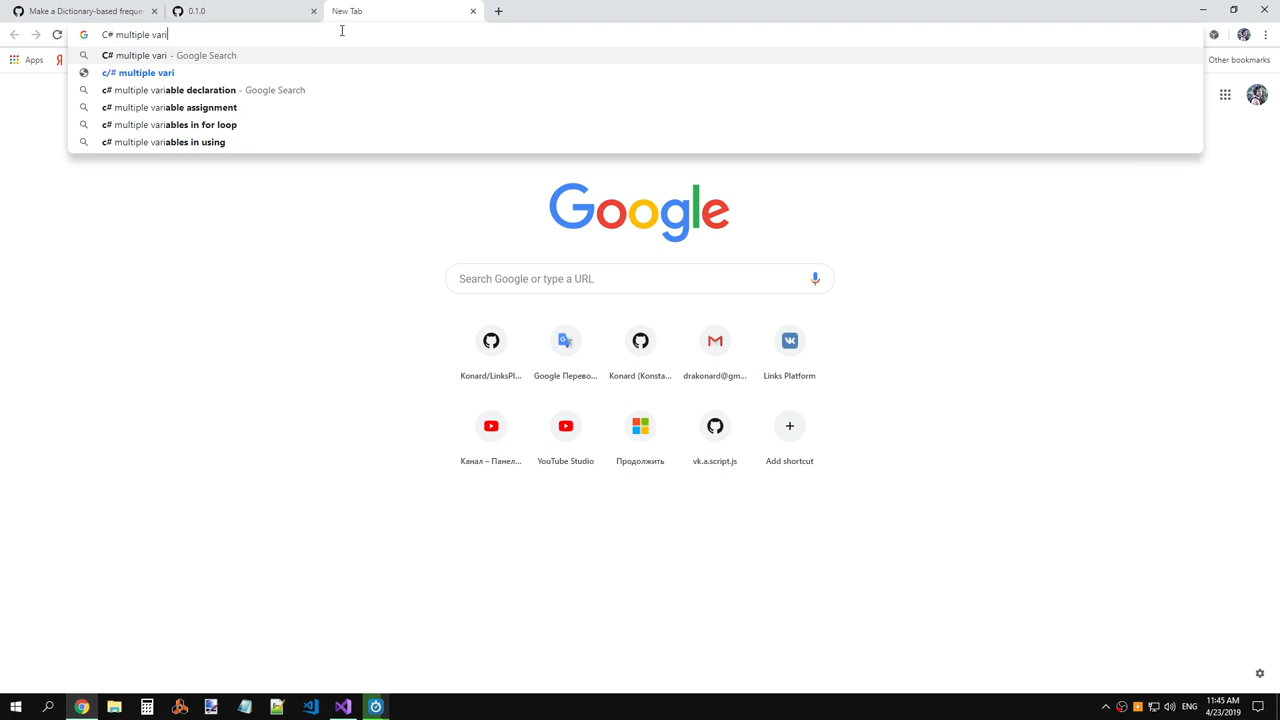 Make a Dictionary-based freque
0.1.0
New Tab
C# multiple vari
Apps
Я
Other bookmarks
C# multiple vari - Google Search
c/# multiple vari
c# multiple variable declaration - Google Search
c# multiple variable assignment
c# multiple variables in for loop
c# multiple variables in using
Google
Search Google or type a URL
Konard/LinksPl...
Google Перево...
Konard (Konsta...
drakonard@gm...
Links Platform
Канал – Панел...
YouTube Studio
Продолжить
vk.a.script.js
Add shortcut
ENG
11:45 AM
4/23/2019